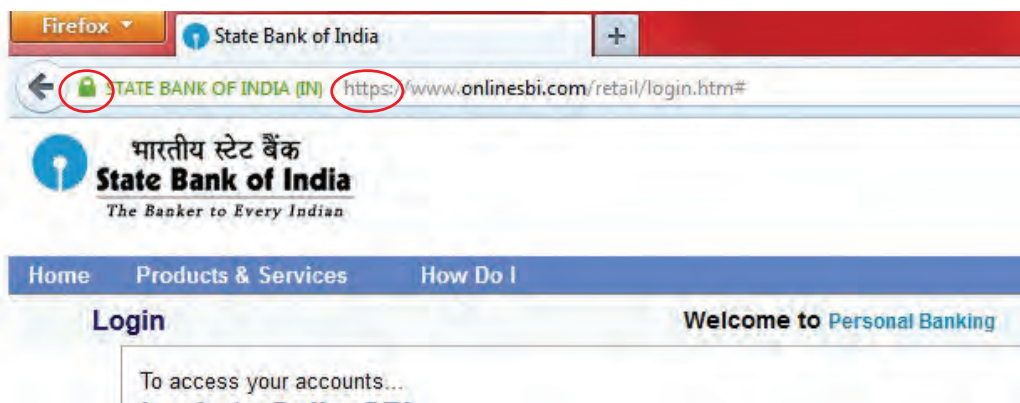 Firefox
State Bank of India
+
STATE BANK OF INDIA (IN) https://www.onlinesbi.com/retail/login.htm#
भारतीय स्टेट बैंक
State Bank of India
The Banker to Every Indian
Home Products & Services How Do I
Login Welcome to Personal Banking
To access your accounts...